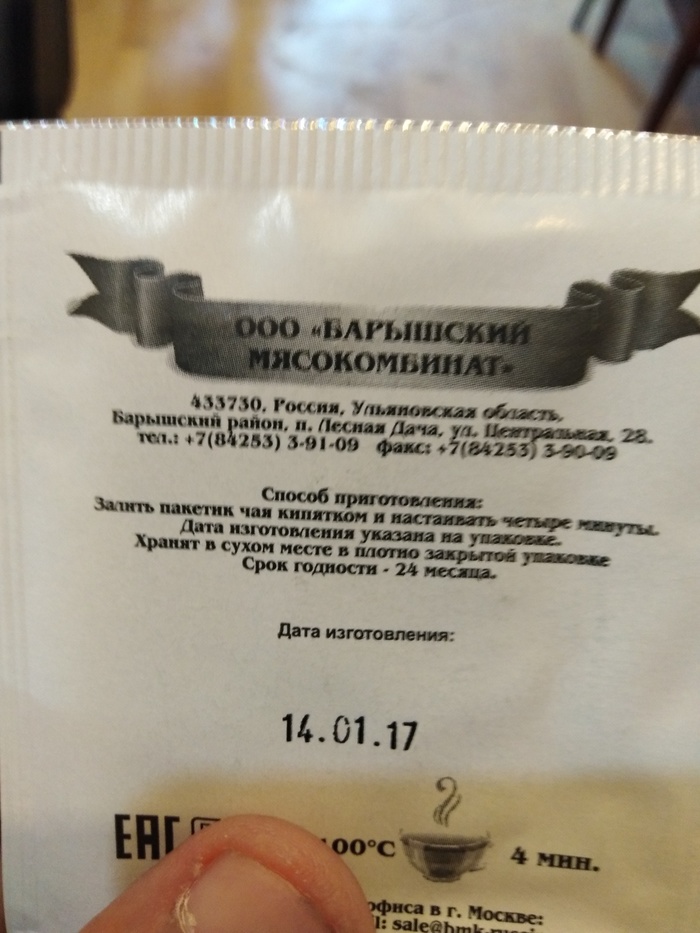 ООО «БАРЫШСКИЙ
МЯСОКОМБИНАТ»
433730, Россия, Ульяновская область,
Барышский район, п. Лесная Дача, ул. Центральная, 28.
тел.: +7(84253) 3-91-09 факс: +7(84253) 3-90-09
Способ приготовления:
Залить пакетик чая кипятком и настаивать четыре минуты.
Дата изготовления указана на упаковке.
Хранят в сухом месте в плотно закрытой упаковке
Срок годности - 24 месяца.
Дата изготовления:
14.01.17
ЕАС 100°С 4 мин.
офиса в г. Москве: